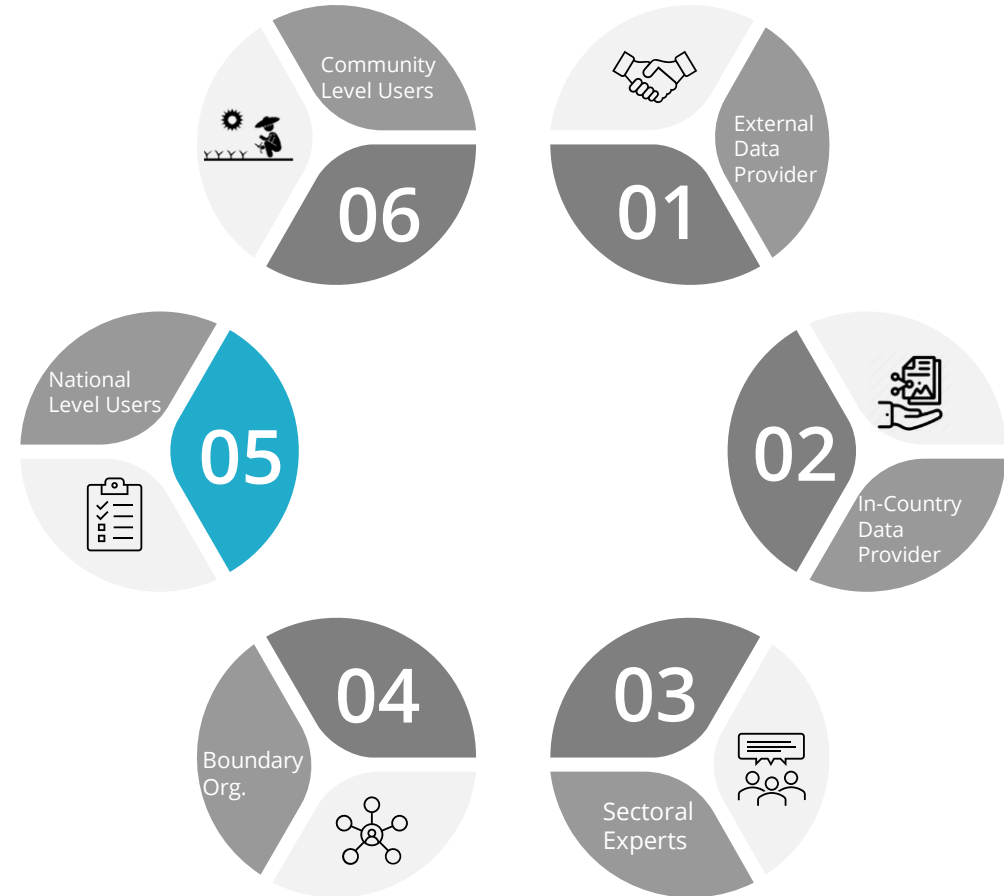 Community
Level Users
06
External
Data
Provider
01
National
Level Users
05
02
In-Country
Data
Provider
04
Boundary
Org.
03
Sectoral
Experts